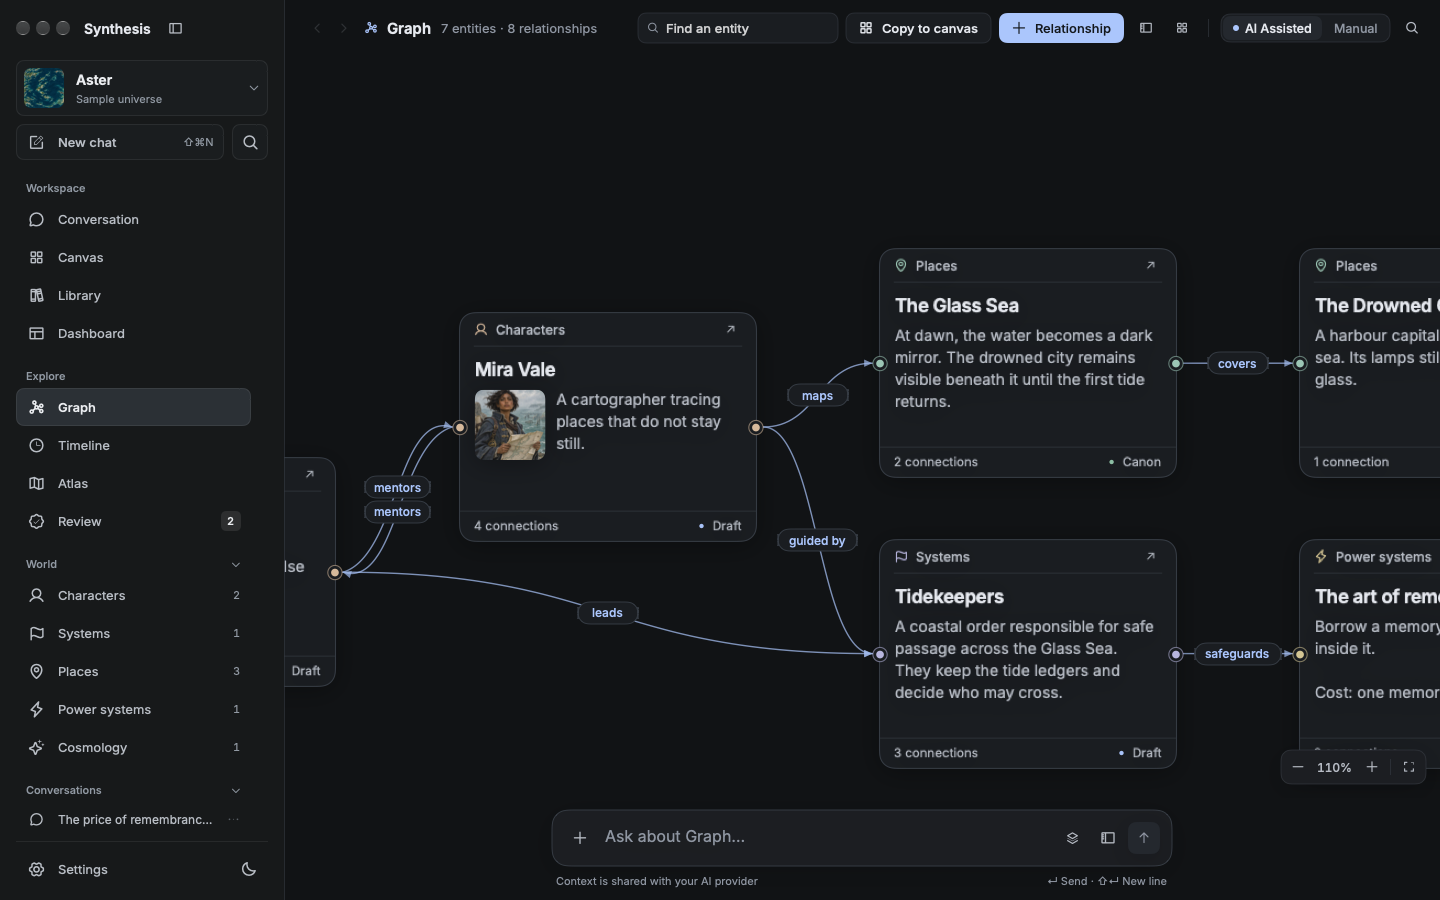 Synthesis
Aster
Sample universe
New chat
⇧⌘N
Workspace
Conversation
Canvas
Library
Dashboard
Explore
Graph
Timeline
Atlas
Review
2
World
Characters
2
Systems
1
Places
3
Power systems
1
Cosmology
1
Conversations
The price of remembranc...
Settings
Graph
7 entities · 8 relationships
Find an entity
Copy to canvas
Relationship
AI Assisted
Manual
lse
Draft
mentors
mentors
leads
Characters
Mira Vale
A cartographer tracing
places that do not stay
still.
4 connections
Draft
maps
guided by
Places
The Glass Sea
At dawn, the water becomes a dark
mirror. The drowned city remains
visible beneath it until the first tide
returns.
2 connections
Canon
covers
Places
The Drowned
A harbour capital
sea. Its lamps stil
glass.
1 connection
Systems
Tidekeepers
A coastal order responsible for safe
passage across the Glass Sea.
They keep the tide ledgers and
decide who may cross.
3 connections
Draft
safeguards
Power systems
The art of rem
Borrow a memory
inside it.
Cost: one memor
110%
Ask about Graph...
Context is shared with your AI provider
↵ Send · ⇧↵ New line